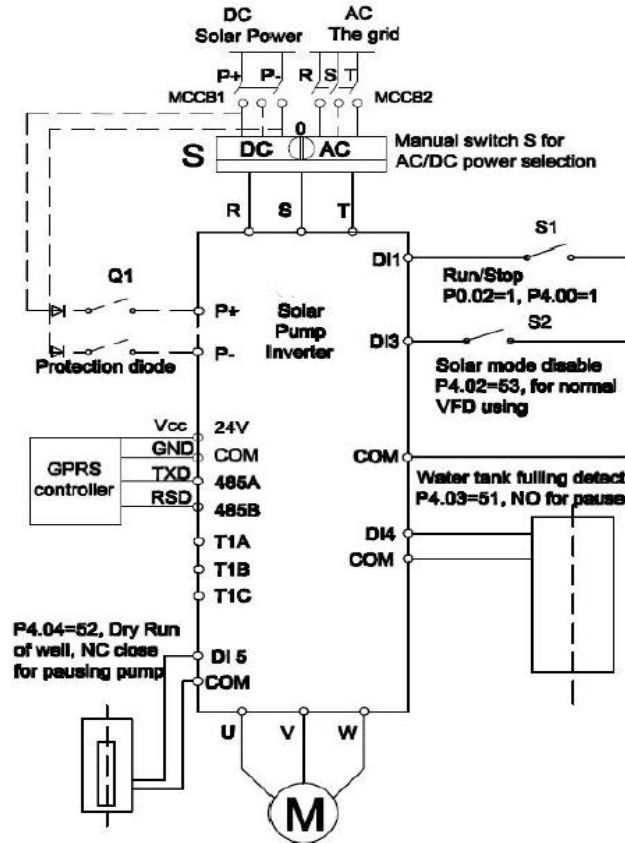 DC
Solar Power
AC
The grid
P+
P-
R
S
T
MCCB1
MCCB2
0
S
DC
AC
Manual switch S for
AC/DC power selection
R
S
T
DI1
S1
Run/Stop
P0.02=1, P4.00=1
Q1
P+
P-
Protection diode
Solar
Pump
Inverter
DI3
S2
Solar mode disable
P4.02=53, for normal
VFD using
Vcc
24V
GND
COM
TXD
485A
RSD
485B
GPRS
controller
COM
Water tank fulling detect
P4.03=51, NO for pause
DI4
COM
T1A
T1B
T1C
P4.04=52, Dry Run
of well, NC close
for pausing pump
DI 5
COM
U
V
W
M